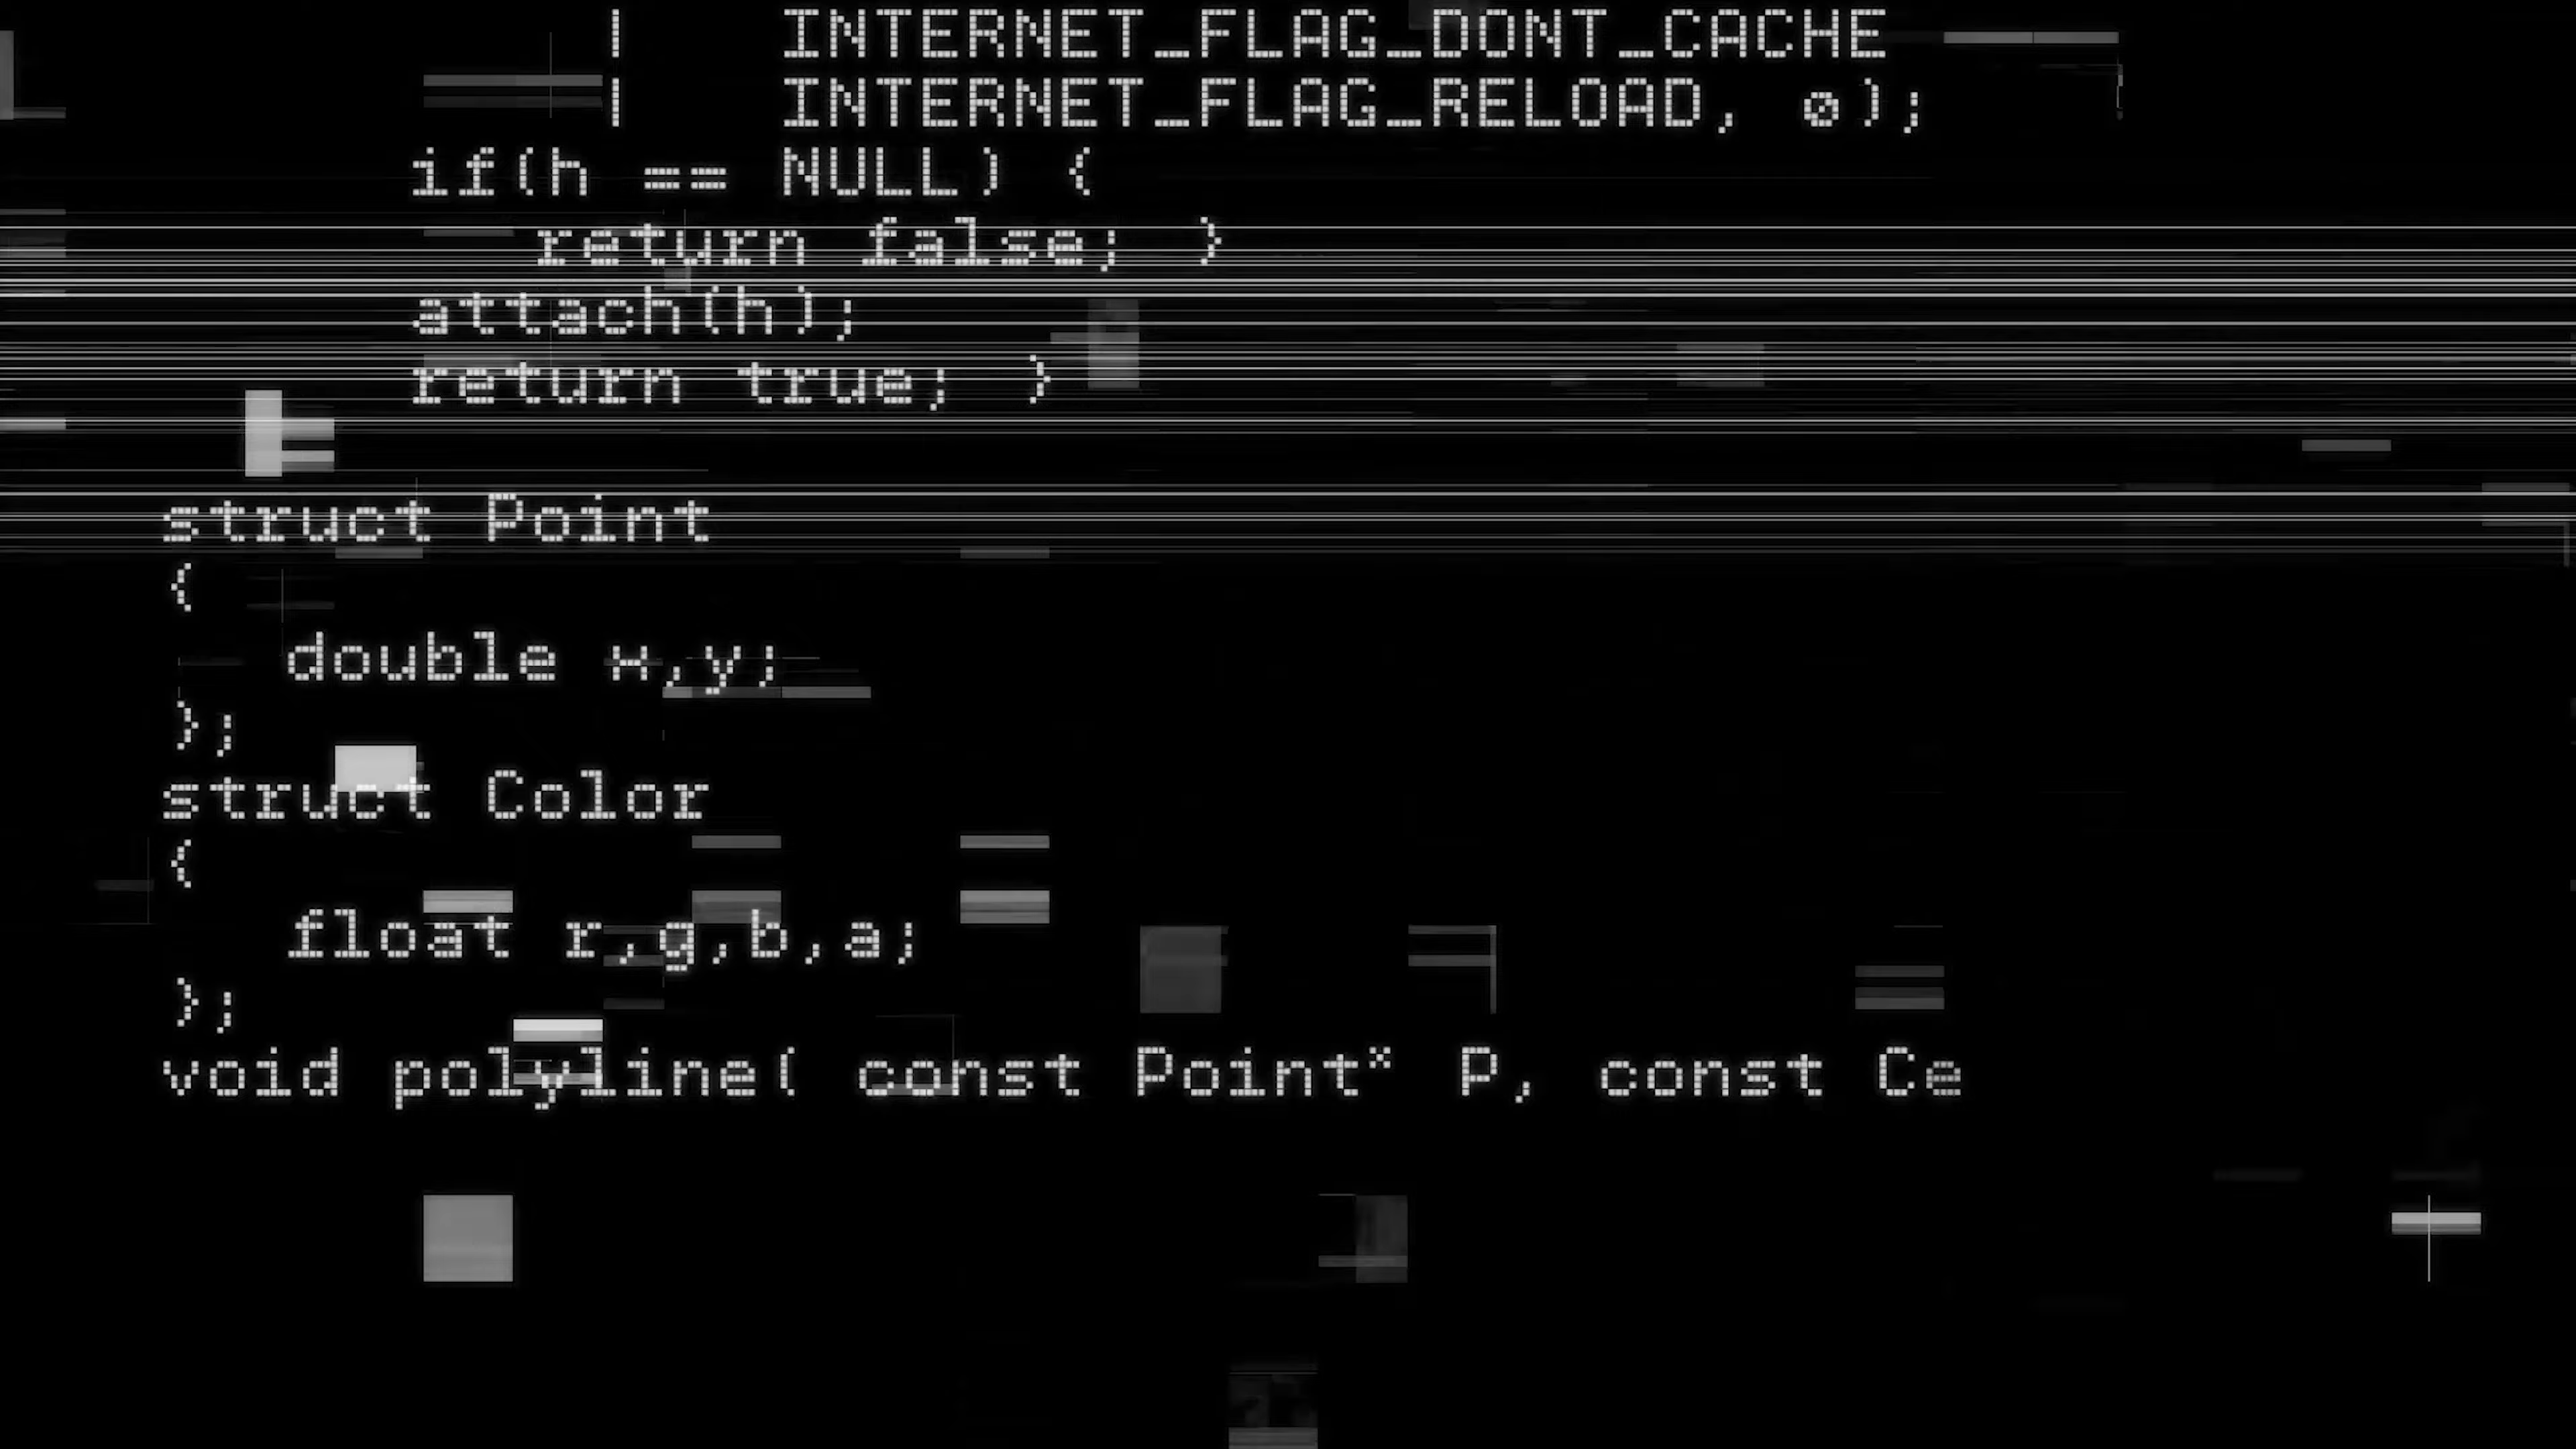 | INTERNET_FLAG_DONT_CACHE
| INTERNET_FLAG_RELOAD, 0);
if(h == NULL) {
return false; }
attach(h);
return true; }
struct Point
{
double x,y;
};
struct Color
{
float r,g,b,a;
};
void polyline( const Point* P, const Ce